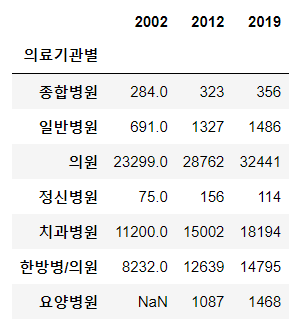 2002 2012 2019
의료기관별
종합병원 284.0 323 356
일반병원 691.0 1327 1486
의원 23299.0 28762 32441
정신병원 75.0 156 114
치과병원 11200.0 15002 18194
한방병/의원 8232.0 12639 14795
요양병원 NaN 1087 1468